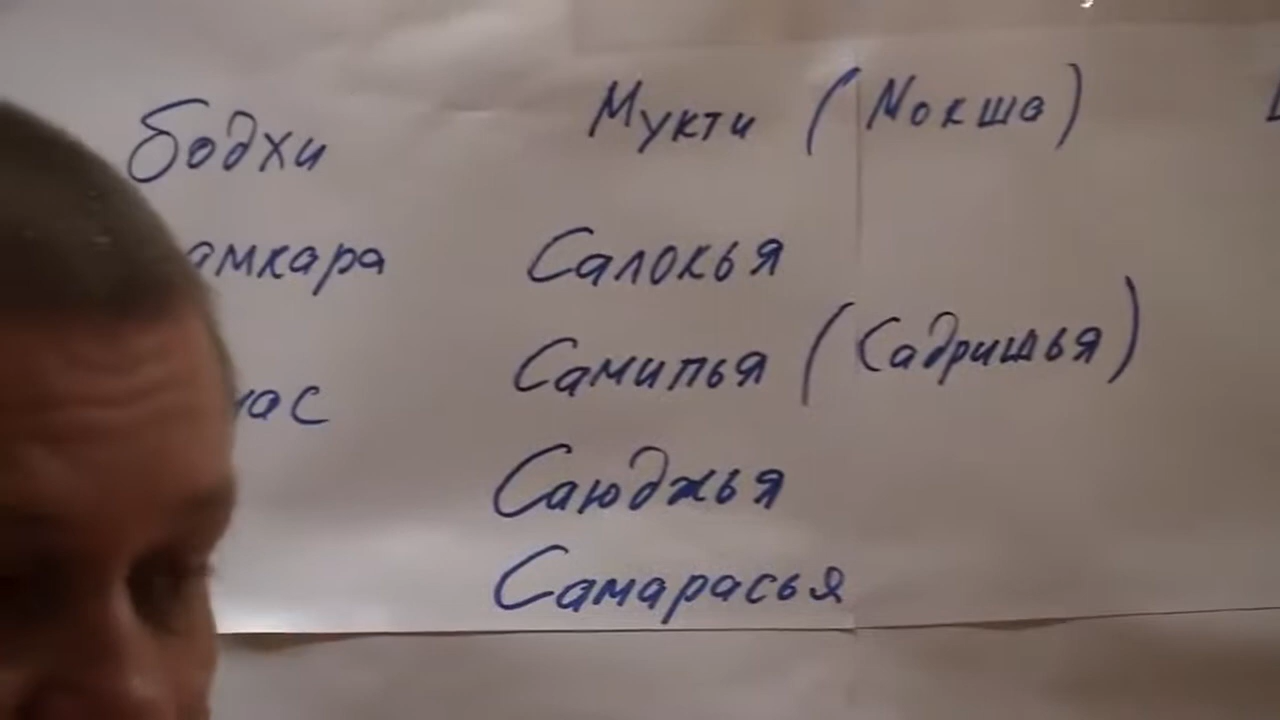 Бодхи Мукти (Мокша)
амкара Салокья
Самипья (Садришья)
ас
Саюджья
Самарасья